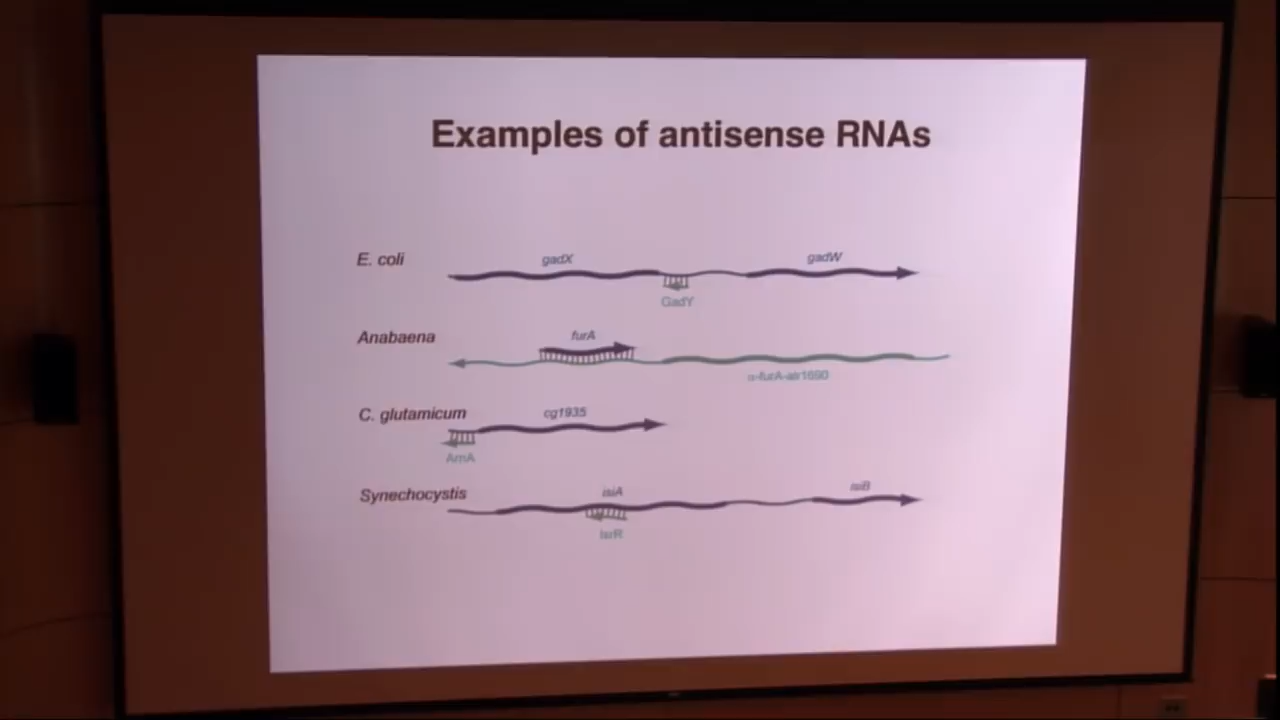 Examples of antisense RNAs
E. coli
gadX
gadW
GadY
Anabaena
furA
α-furA-alr1690
C. glutamicum
cg1935
ArnA
Synechocystis
isiA
isiB
IsrR